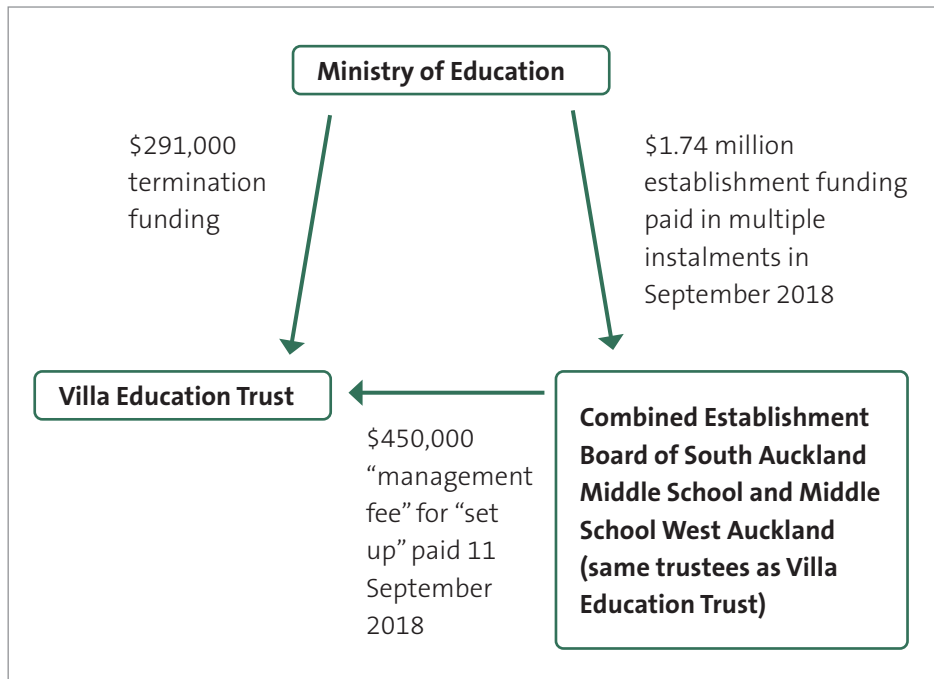 Ministry of Education
$291,000
termination
funding
$1.74 million
establishment funding
paid in multiple
instalments in
September 2018
Villa Education Trust
$450,000
“management
fee” for “set
up” paid 11
September
2018
Combined Establishment
Board of South Auckland
Middle School and Middle
School West Auckland
(same trustees as Villa
Education Trust)